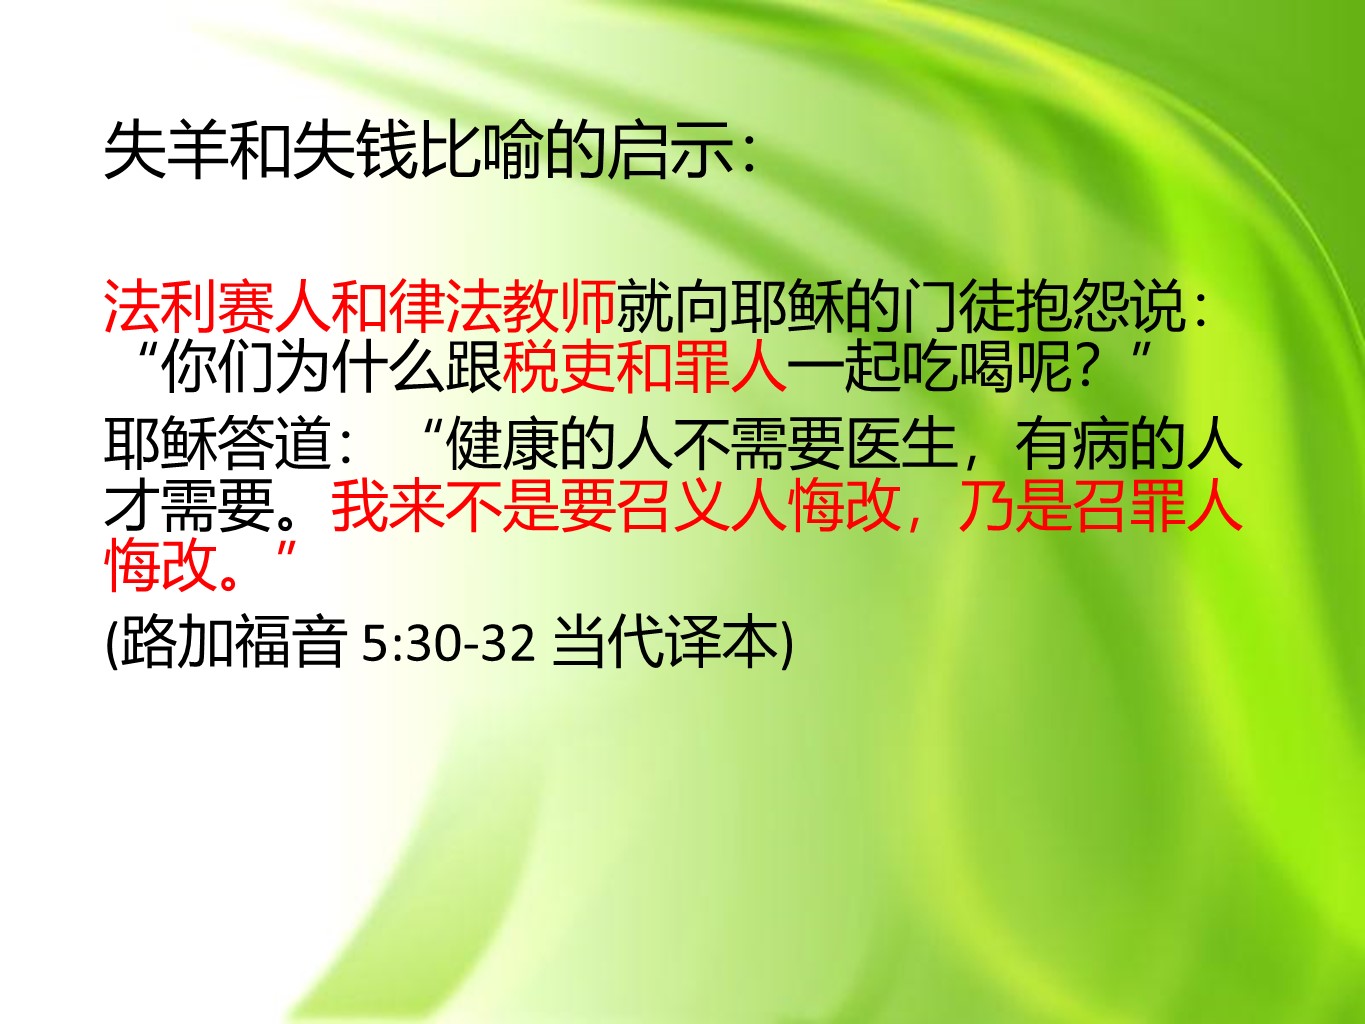 失羊和失钱比喻的启示：
法利赛人和律法教师就向耶稣的门徒抱怨说：
“你们为什么跟税吏和罪人一起吃喝呢？”
耶稣答道：“健康的人不需要医生，有病的人
才需要。我来不是要召义人悔改，乃是召罪人
悔改。”
(路加福音 5:30-32 当代译本)